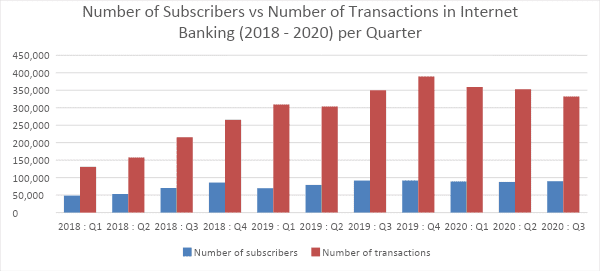 Number of Subscribers vs Number of Transactions in Internet
Banking (2018 - 2020) per Quarter
450,000
400,000
350,000
300,000
250,000
200,000
150,000
100,000
50,000
0
2018 : Q1 2018 : Q2 2018 : Q3 2018 : Q4 2019 : Q1 2019 : Q2 2019 : Q3 2019 : Q4 2020 : Q1 2020 : Q2 2020 : Q3
Number of subscribers Number of transactions